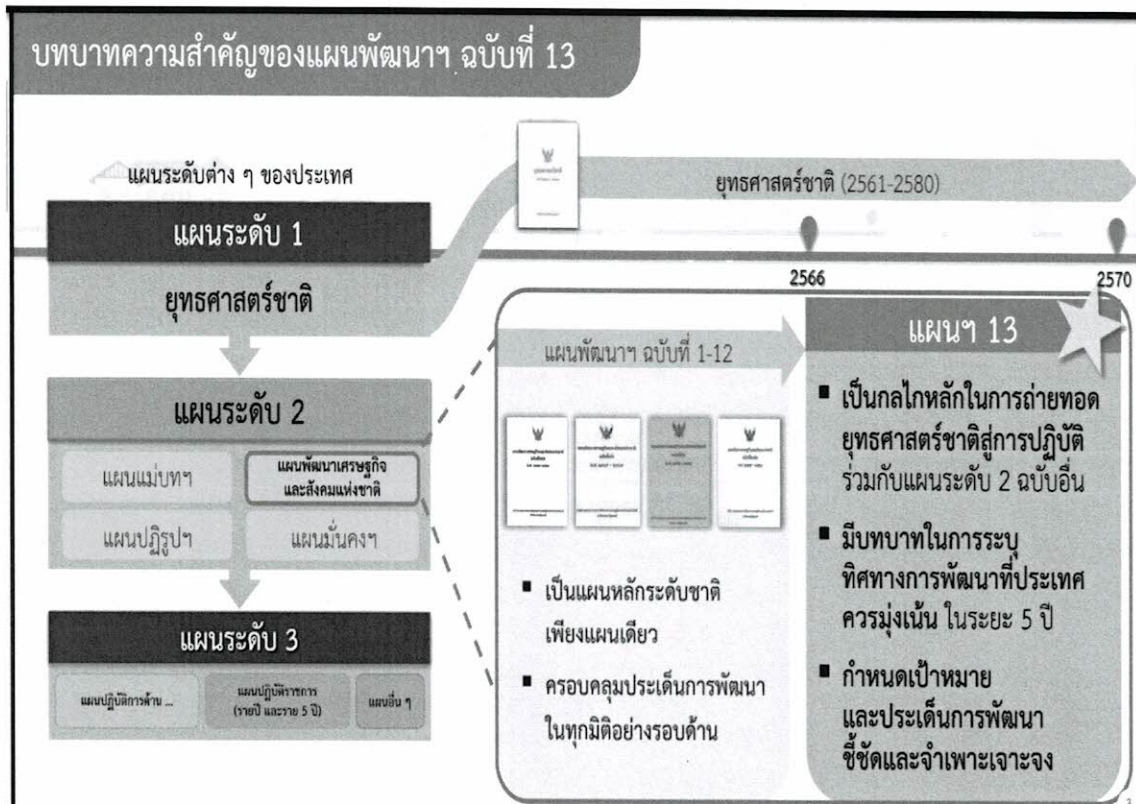 บทบาทความสำคัญของแผนพัฒนาฯ ฉบับที่ 13
แผนระดับต่าง ๆ ของประเทศ
แผนระดับ 1
ยุทธศาสตร์ชาติ
แผนระดับ 2
แผนแม่บทฯ
แผนพัฒนาเศรษฐกิจ
และสังคมแห่งชาติ
แผนปฏิรูปฯ
แผนมั่นคงฯ
แผนระดับ 3
แผนปฏิบัติการด้าน ...
แผนปฏิบัติราชการ
(รายปี และราย 5 ปี)
แผนอื่น ๆ
ยุทธศาสตร์ชาติ (2561-2580)
2566
2570
แผนพัฒนาฯ ฉบับที่ 1-12
▪ เป็นแผนหลักระดับชาติ
เพียงแผนเดียว
▪ ครอบคลุมประเด็นการพัฒนา
ในทุกมิติอย่างรอบด้าน
แผนฯ 13
▪ เป็นกลไกหลักในการถ่ายทอด
ยุทธศาสตร์ชาติสู่การปฏิบัติ
ร่วมกับแผนระดับ 2 ฉบับอื่น
▪ มีบทบาทในการระบุ
ทิศทางการพัฒนาที่ประเทศ
ควรมุ่งเน้น ในระยะ 5 ปี
▪ กำหนดเป้าหมาย
และประเด็นการพัฒนา
ชี้ชัดและจำเพาะเจาะจง